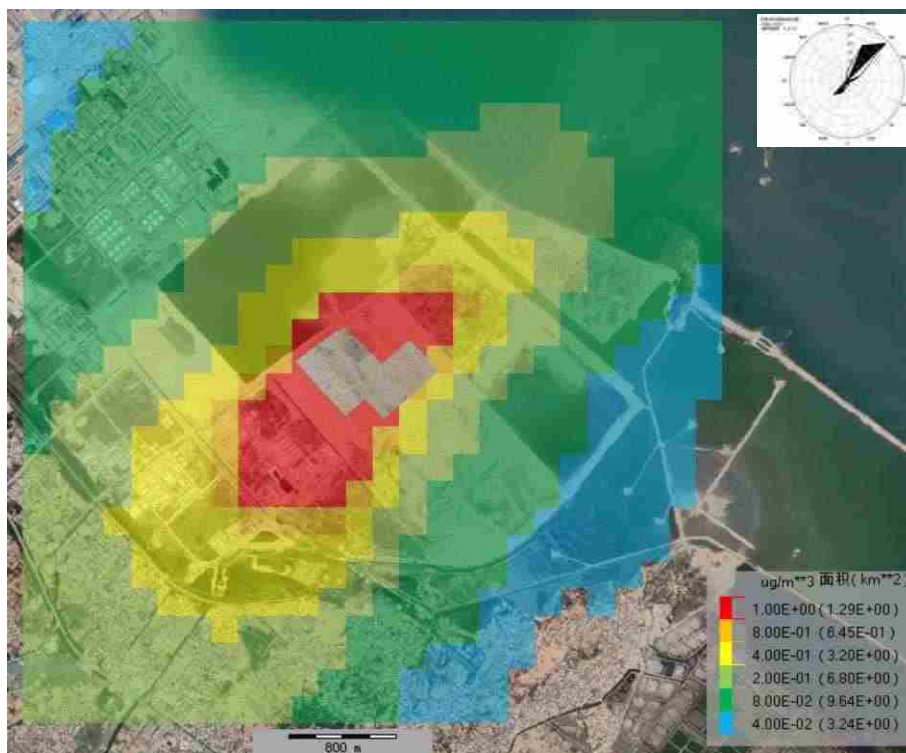 ug/m**3 面积(km**2)
1.00E+00(1.29E+00)
8.00E-01(6.45E-01)
4.00E-01(3.20E+00)
2.00E-01(6.80E+00)
8.00E-02(9.64E+00)
4.00E-02(3.24E+00)
800 m